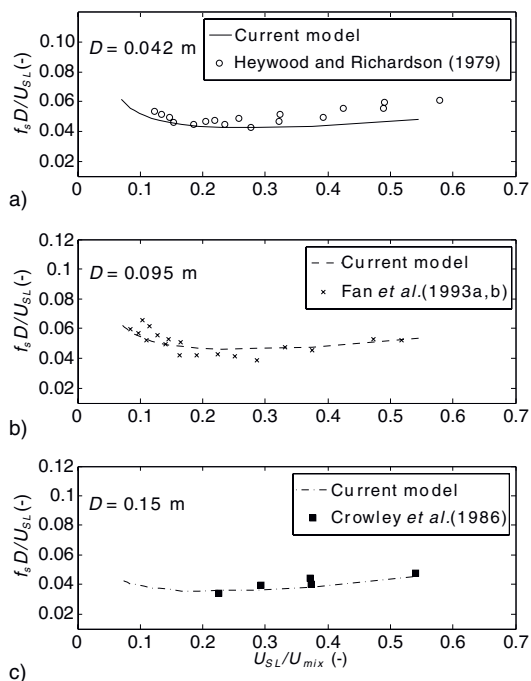 D = 0.042 m
Current model
Heywood and Richardson (1979)
0.10
0.08
0.06
0.04
0.02
f_s D/U_SL (-)
0 0.1 0.2 0.3 0.4 0.5 0.6 0.7
a)
0.12
D = 0.095 m
Current model
Fan et al.(1993a,b)
0.10
0.08
0.06
0.04
0.02
f_s D/U_SL (-)
0 0.1 0.2 0.3 0.4 0.5 0.6 0.7
b)
0.12
D = 0.15 m
Current model
Crowley et al.(1986)
0.10
0.08
0.06
0.04
0.02
f_s D/U_SL (-)
0 0.1 0.2 0.3 0.4 0.5 0.6 0.7
U_SL/U_mix (-)
c)